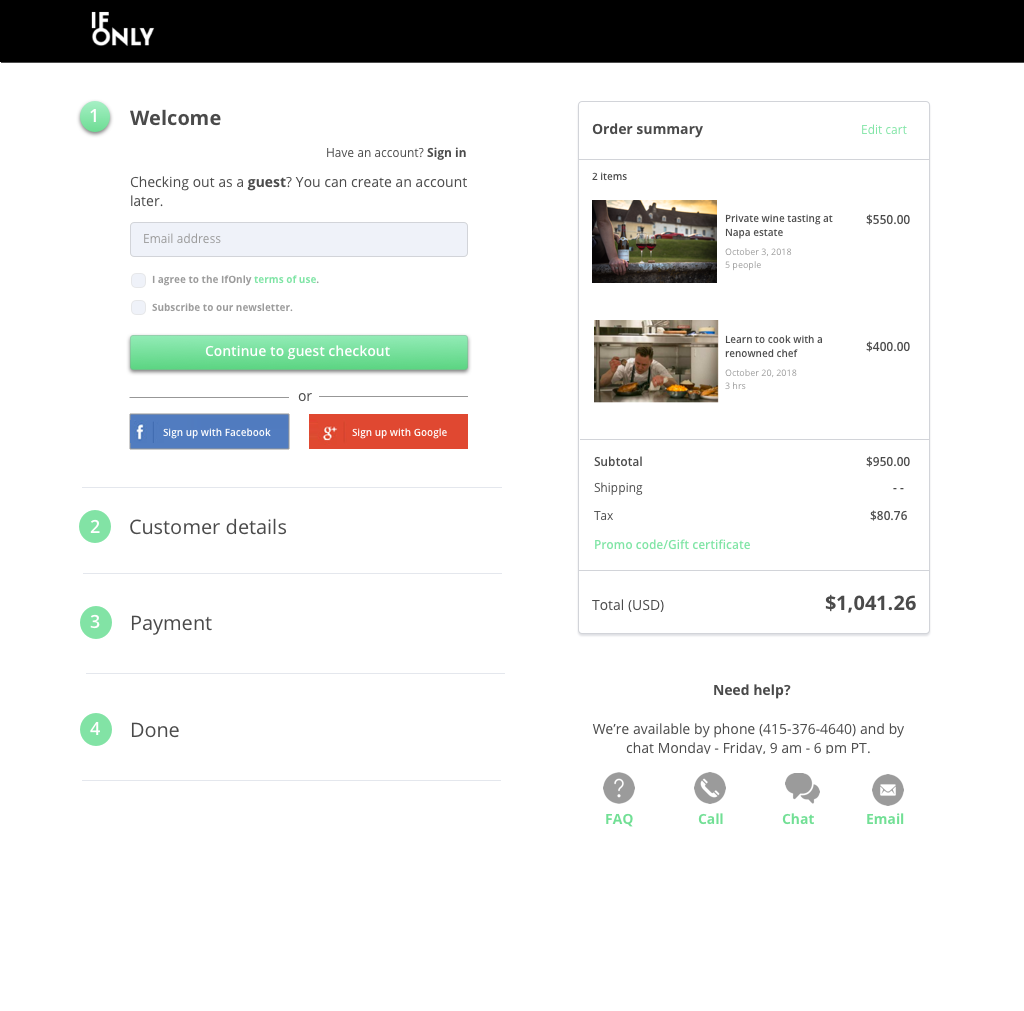 IF
ONLY
1
Welcome
Have an account? Sign in
Checking out as a guest? You can create an account
later.
Email address
I agree to the IfOnly terms of use.
Subscribe to our newsletter.
Continue to guest checkout
or
f Sign up with Facebook
g+ Sign up with Google
2
Customer details
3
Payment
4
Done
Order summary
Edit cart
2 items
Private wine tasting at
Napa estate
$550.00
October 3, 2018
5 people
Learn to cook with a
renowned chef
$400.00
October 20, 2018
3 hrs
Subtotal $950.00
Shipping - -
Tax $80.76
Promo code/Gift certificate
Total (USD) $1,041.26
Need help?
We’re available by phone (415-376-4640) and by
chat Monday - Friday, 9 am - 6 pm PT.
?
FAQ
Call
Chat
Email